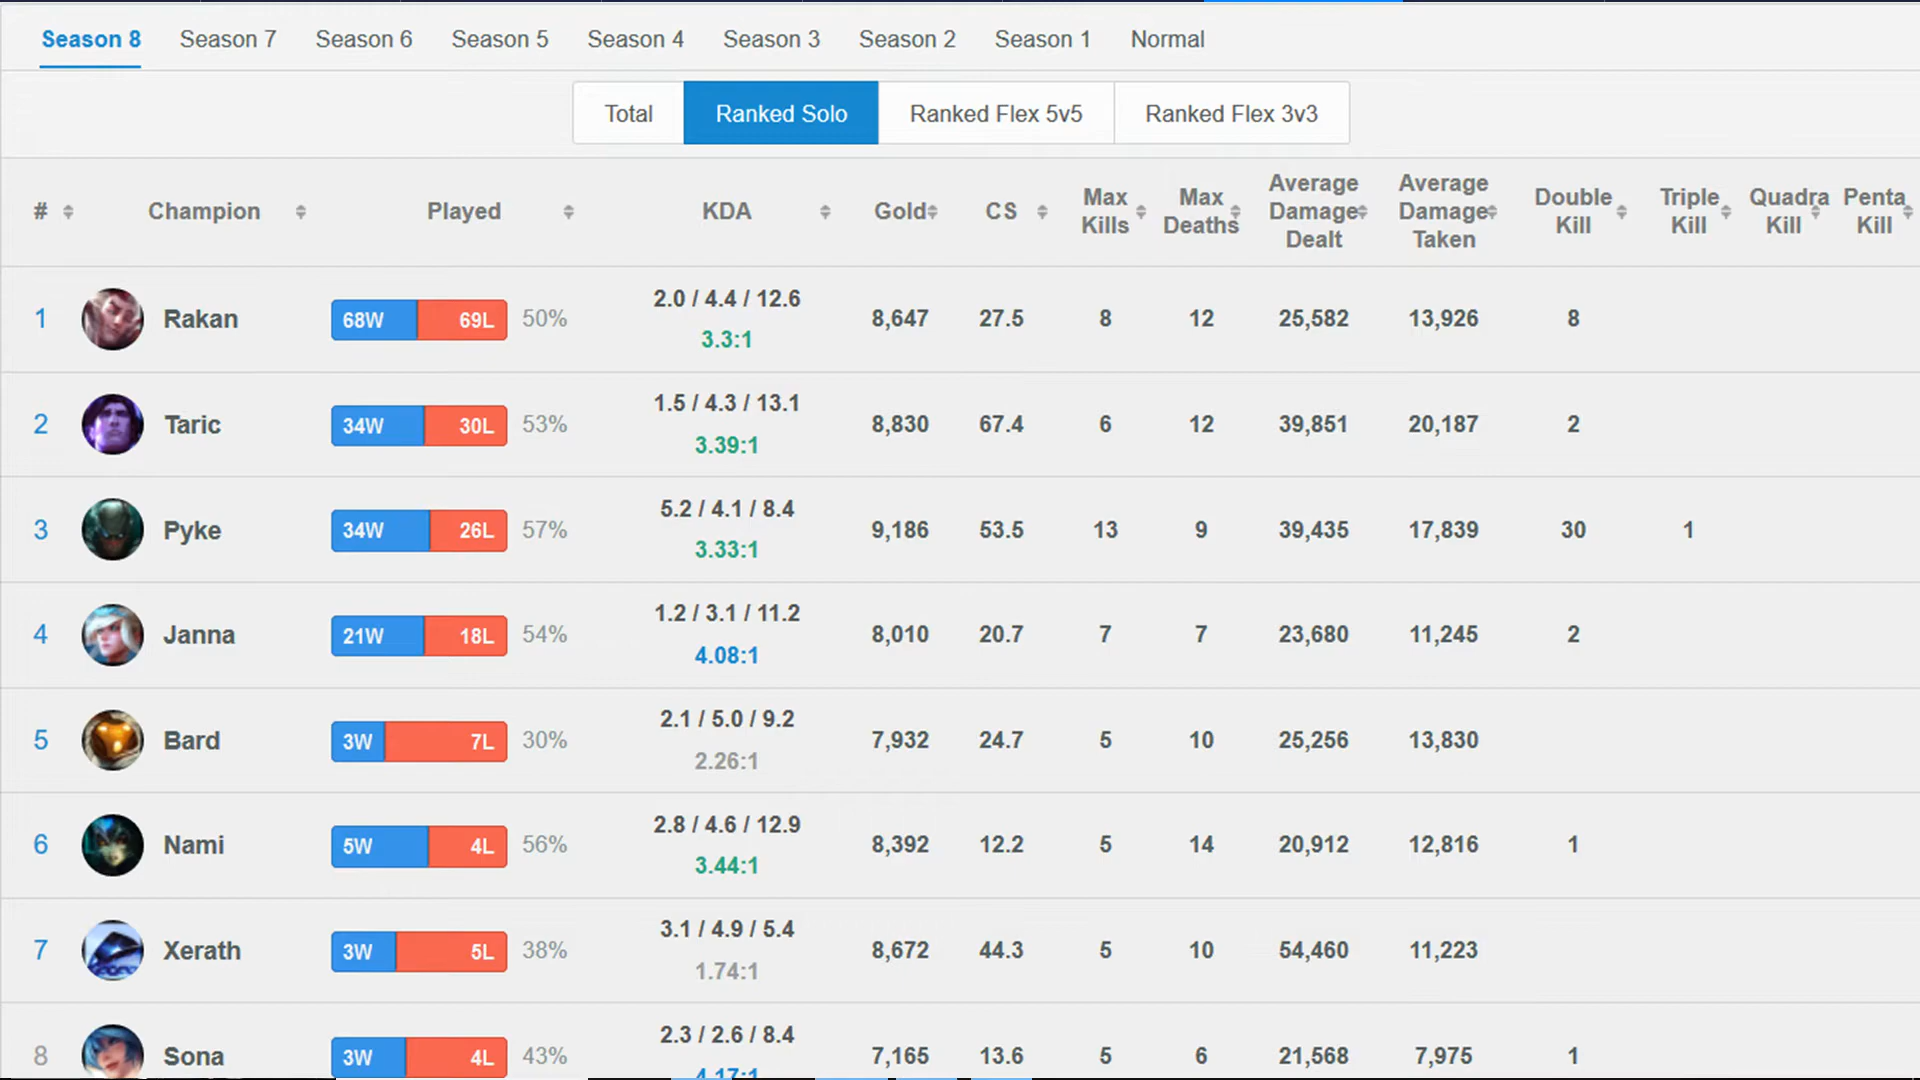 Season 8 Season 7 Season 6 Season 5 Season 4 Season 3 Season 2 Season 1 Normal
Total Ranked Solo Ranked Flex 5v5 Ranked Flex 3v3
# Champion Played KDA Gold CS Max Kills Max Deaths Average Damage Dealt Average Damage Taken Double Kill Triple Kill Quadra Kill Penta Kill
1 Rakan 68W 69L 50% 2.0 / 4.4 / 12.6 8,647 27.5 8 12 25,582 13,926 8
3.3:1
2 Taric 34W 30L 53% 1.5 / 4.3 / 13.1 8,830 67.4 6 12 39,851 20,187 2
3.39:1
3 Pyke 34W 26L 57% 5.2 / 4.1 / 8.4 9,186 53.5 13 9 39,435 17,839 30 1
3.33:1
4 Janna 21W 18L 54% 1.2 / 3.1 / 11.2 8,010 20.7 7 7 23,680 11,245 2
4.08:1
5 Bard 3W 7L 30% 2.1 / 5.0 / 9.2 7,932 24.7 5 10 25,256 13,830
2.26:1
6 Nami 5W 4L 56% 2.8 / 4.6 / 12.9 8,392 12.2 5 14 20,912 12,816 1
3.44:1
7 Xerath 3W 5L 38% 3.1 / 4.9 / 5.4 8,672 44.3 5 10 54,460 11,223
1.74:1
8 Sona 3W 4L 43% 2.3 / 2.6 / 8.4 7,165 13.6 5 6 21,568 7,975 1
4.17:1